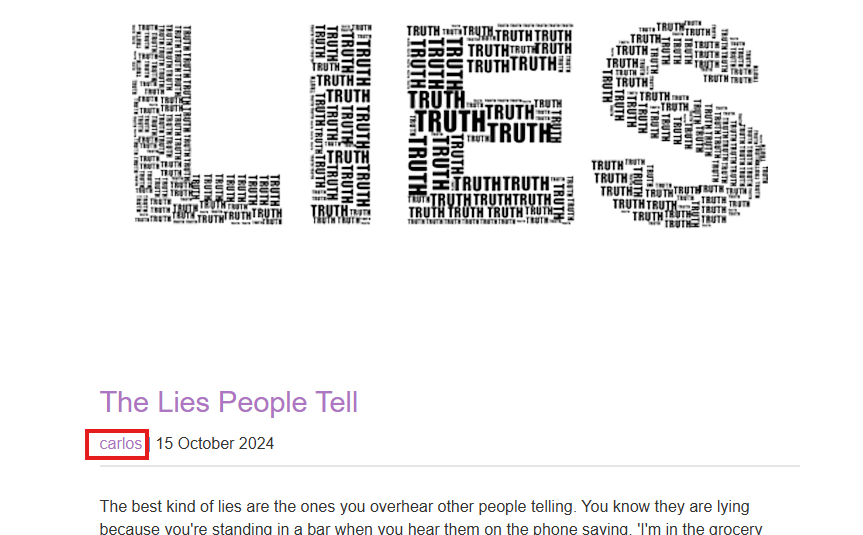 LIES
The Lies People Tell
carlos | 15 October 2024
The best kind of lies are the ones you overhear other people telling. You know they are lying
because you're standing in a bar when you hear them on the phone saying, 'I'm in the grocery